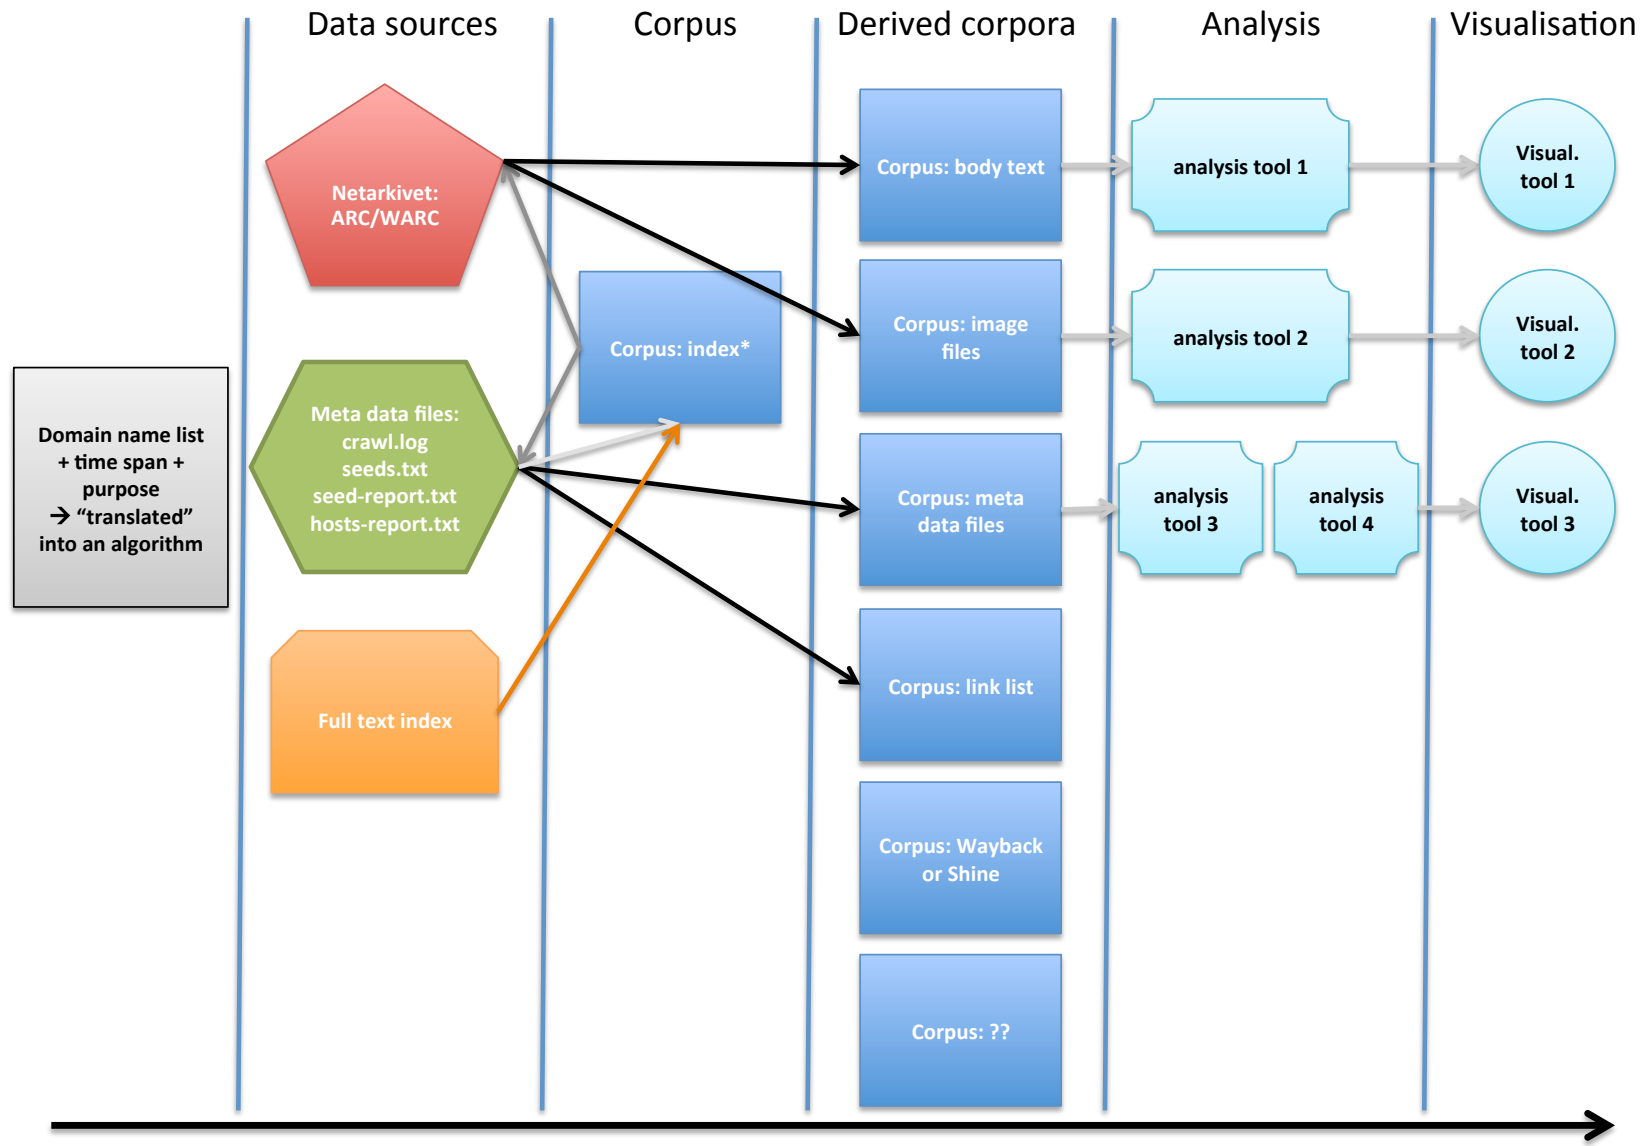 Data sources
Corpus
Derived corpora
Analysis
Visualisation
Domain name list
+ time span +
purpose
→ “translated”
into an algorithm
Netarkivet:
ARC/WARC
Meta data files:
crawl.log
seeds.txt
seed-report.txt
hosts-report.txt
Full text index
Corpus: index*
Corpus: body text
Corpus: image
files
Corpus: meta
data files
Corpus: link list
Corpus: Wayback
or Shine
Corpus: ??
analysis tool 1
analysis tool 2
analysis
tool 3
analysis
tool 4
Visual.
tool 1
Visual.
tool 2
Visual.
tool 3